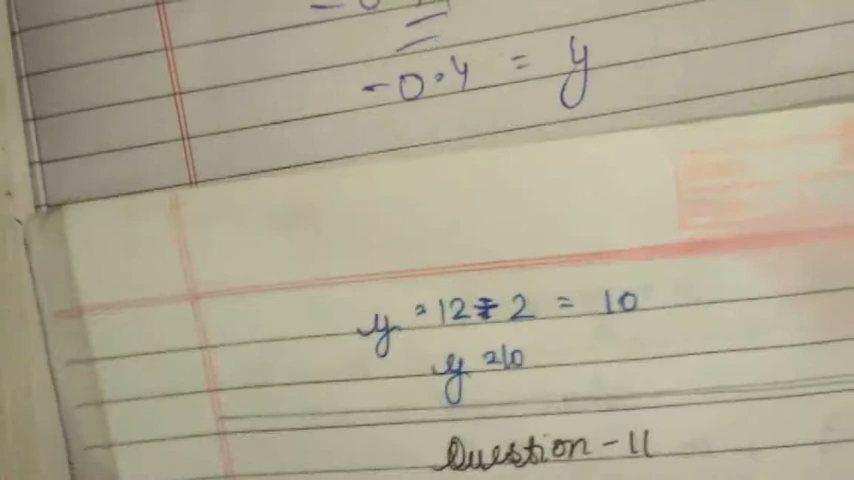 -0.4 = y
y = 12 - 2 = 10
y = 10
Question - 11